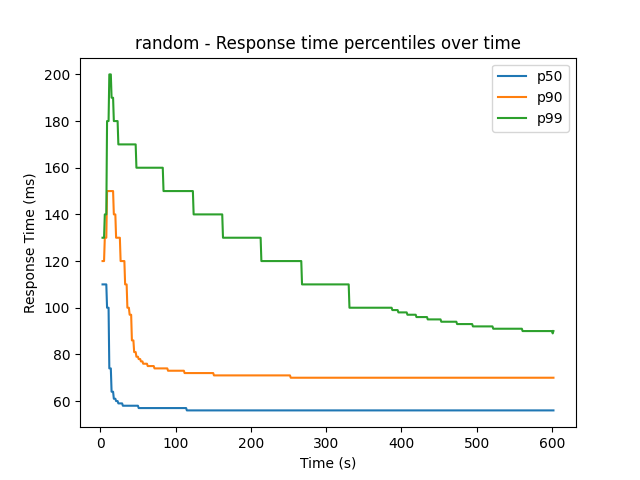 random - Response time percentiles over time
Response Time (ms)
200
180
160
140
120
100
80
60
p50
p90
p99
0 100 200 300 400 500 600
Time (s)